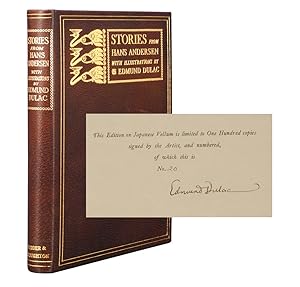 STORIES
FROM
HANS
ANDERSEN
WITH
ILLUSTRATIONS
BY
EDMUND
DULAC
HODDER &
STOUGHTON
STORIES FROM
HANS ANDERSEN
WITH ILLUSTRATIONS BY
EDMUND DULAC
This Edition on Japanese Vellum is limited to One Hundred copies
signed by the Artist, and numbered,
of which this is
No. 20
Edmund Dulac